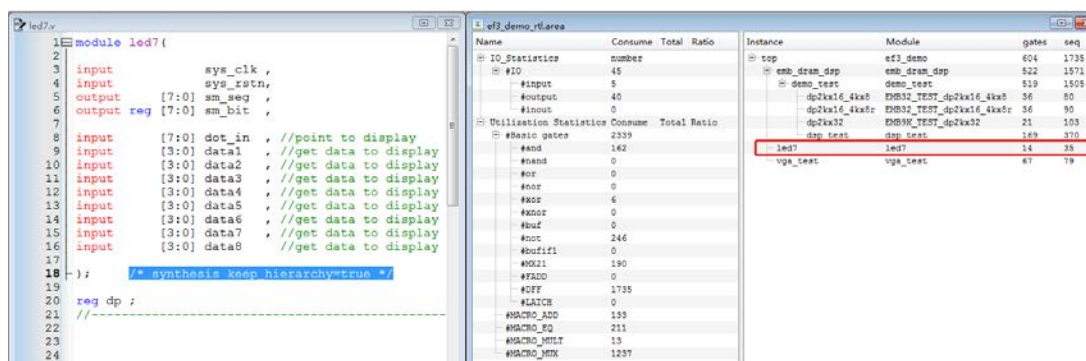 led7.v
1 module led7(
2
3 input sys_clk ,
4 input sys_rstn,
5 output [7:0] sm_seg ,
6 output reg [7:0] sm_bit ,
7
8 input [7:0] dot_in , //point to display
9 input [3:0] data1 , //get data to display
10 input [3:0] data2 , //get data to display
11 input [3:0] data3 , //get data to display
12 input [3:0] data4 , //get data to display
13 input [3:0] data5 , //get data to display
14 input [3:0] data6 , //get data to display
15 input [3:0] data7 , //get data to display
16 input [3:0] data8 //get data to display
17
18 ); /* synthesis keep_hierarchy=true */
19
20 reg dp ;
21 //----------------------------------------------
22
23
24
ef3_demo_rtl.area
Name Consume Total Ratio
IO_Statistics number
#IO 45
#input 5
#output 40
#inout 0
Utilization Statistics Consume Total Ratio
#Basic gates 2339
#and 162
#nand 0
#or 0
#nor 0
#xor 6
#xnor 0
#buf 0
#not 246
#bufif1 0
#MX21 190
#FADD 0
#DFF 1735
#LATCH 0
#MACRO_ADD 133
#MACRO_EQ 211
#MACRO_MULT 13
#MACRO_MUX 1237
Instance Module gates seq
top ef3_demo 604 1735
emb_dram_dsp emb_dram_dsp 522 1571
demo_test demo_test 519 1505
dp2kx16_4kx8 EMB32_TEST_dp2kx16_4kx8 36 80
dp2kx16_4kx8r EMB32_TEST_dp2kx16_4kx8r 36 90
dp2kx32 EMB9K_TEST_dp2kx32 21 103
dsp_test dsp_test 169 370
led7 led7 14 35
vga_test vga_test 67 79